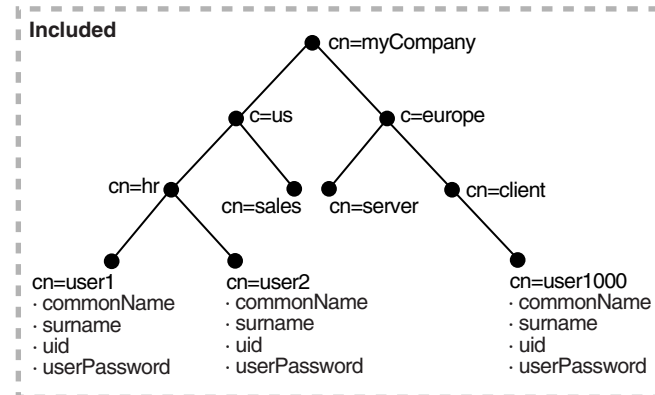 Included
cn=myCompany
c=us
c=europe
cn=hr
cn=sales
cn=server
cn=client
cn=user1
· commonName
· surname
· uid
· userPassword
cn=user2
· commonName
· surname
· uid
· userPassword
cn=user1000
· commonName
· surname
· uid
· userPassword